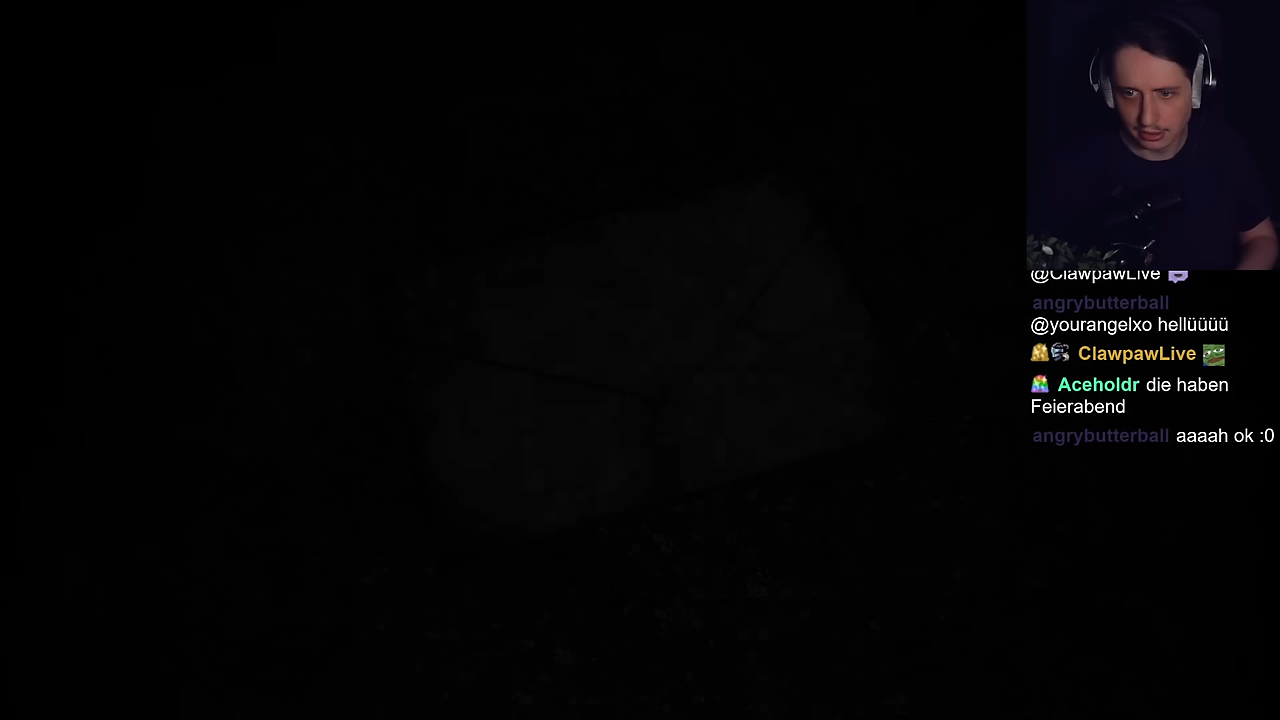 @ClawpawLive
angrybutterball
@yourangelxo hellüüüü
ClawpawLive
Aceholdr die haben
Feierabend
angrybutterball aaaah ok :0